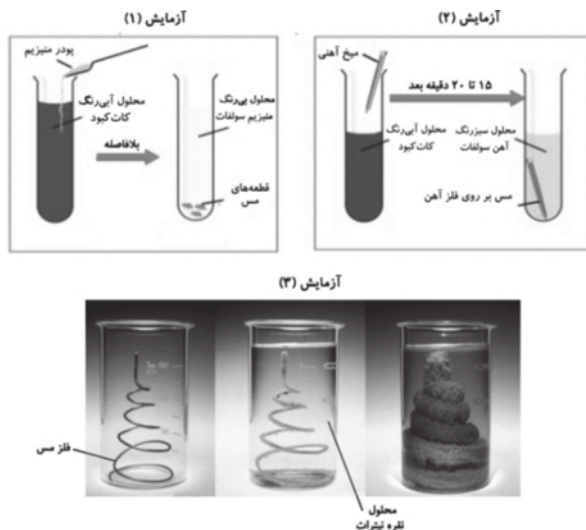 آزمایش (۱)
پودر منیزیم
محلول آبی‌رنگ
کات‌کبود
بلافاصله
محلول بی‌رنگ
منیزیم سولفات
قطعه‌های
مس
آزمایش (۲)
میخ آهنی
۱۵ تا ۲۰ دقیقه بعد
محلول آبی‌رنگ
کات‌کبود
محلول سبزرنگ
آهن سولفات
مس بر روی فلز آهن
آزمایش (۳)
فلز مس
محلول
نقره نیترات